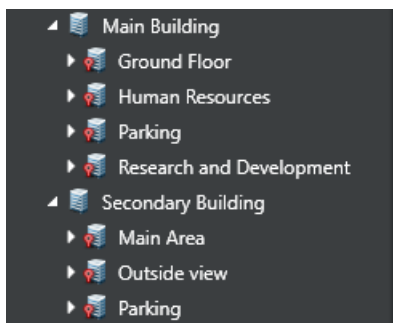 Main Building
Ground Floor
Human Resources
Parking
Research and Development
Secondary Building
Main Area
Outside view
Parking